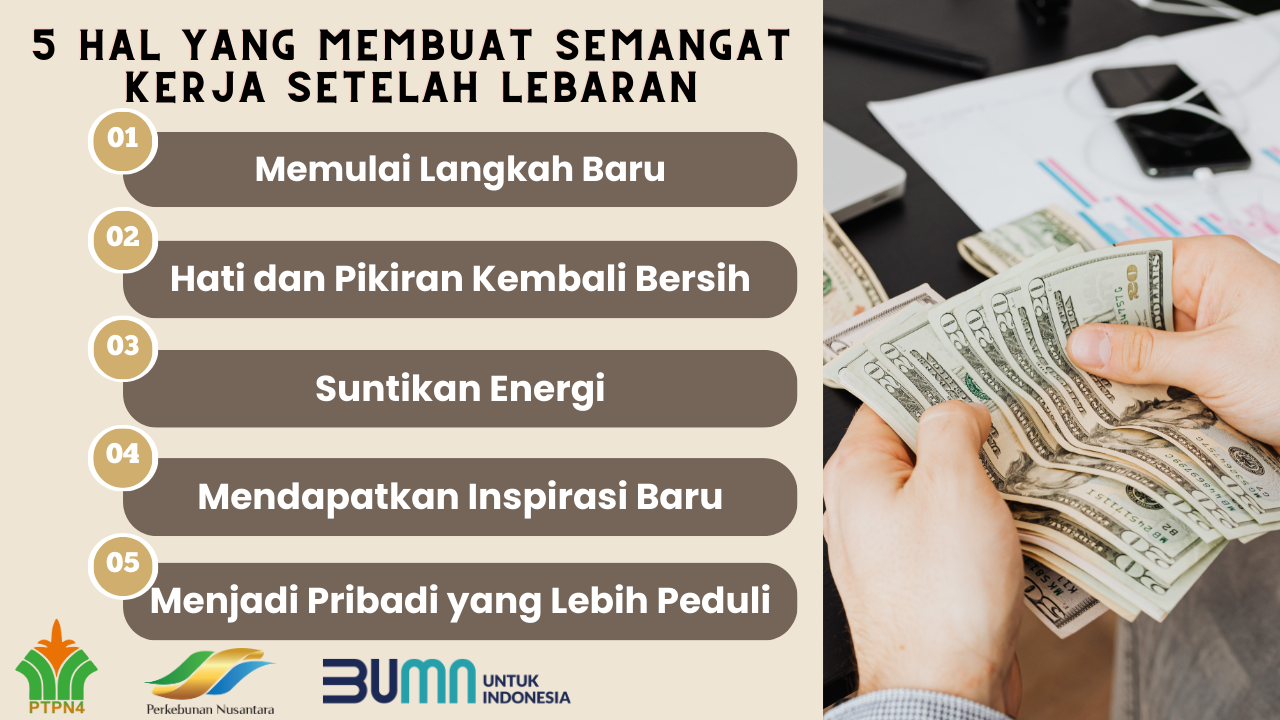 5 HAL YANG MEMBUAT SEMANGAT
KERJA SETELAH LEBARAN
01
Memulai Langkah Baru
02
Hati dan Pikiran Kembali Bersih
03
Suntikan Energi
04
Mendapatkan Inspirasi Baru
05
Menjadi Pribadi yang Lebih Peduli
PTPN4
Perkebunan Nusantara
BUMN UNTUK
INDONESIA